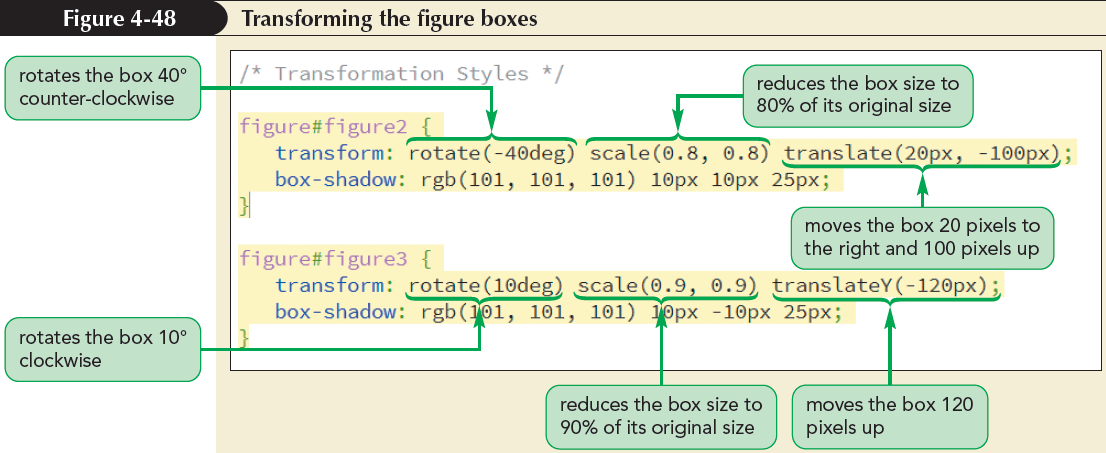 Figure 4-48
Transforming the figure boxes
rotates the box 40°
counter-clockwise
/* Transformation Styles */
reduces the box size to
80% of its original size
figure#figure2 {
transform: rotate(-40deg) scale(0.8, 0.8) translate(20px, -100px);
box-shadow: rgb(101, 101, 101) 10px 10px 25px;
}
moves the box 20 pixels to
the right and 100 pixels up
figure#figure3 {
transform: rotate(10deg) scale(0.9, 0.9) translateY(-120px);
box-shadow: rgb(101, 101, 101) 10px -10px 25px;
}
rotates the box 10°
clockwise
reduces the box size to
90% of its original size
moves the box 120
pixels up